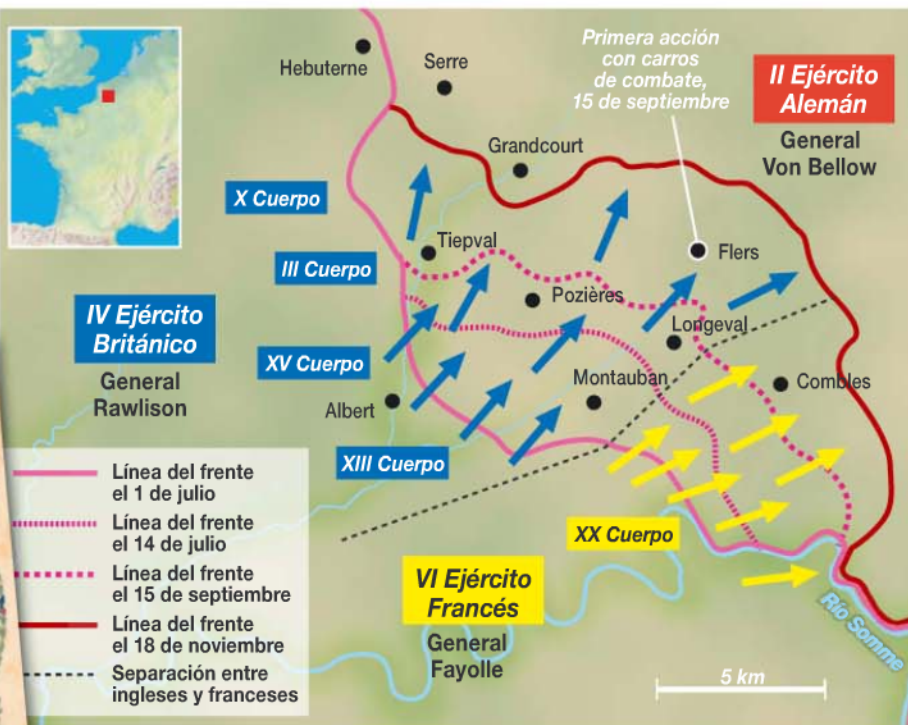 Hebuterne
Serre
Primera acción
con carros
de combate,
15 de septiembre
II Ejército
Alemán
General
Von Bellow
Grandcourt
X Cuerpo
Tiepval
Flers
III Cuerpo
Pozières
IV Ejército
Británico
General
Rawlison
Longeval
XV Cuerpo
Montauban
Combles
Albert
XIII Cuerpo
Línea del frente
el 1 de julio
Línea del frente
el 14 de julio
Línea del frente
el 15 de septiembre
Línea del frente
el 18 de noviembre
Separación entre
ingleses y franceses
XX Cuerpo
VI Ejército
Francés
General
Fayolle
Río Somme
5 km